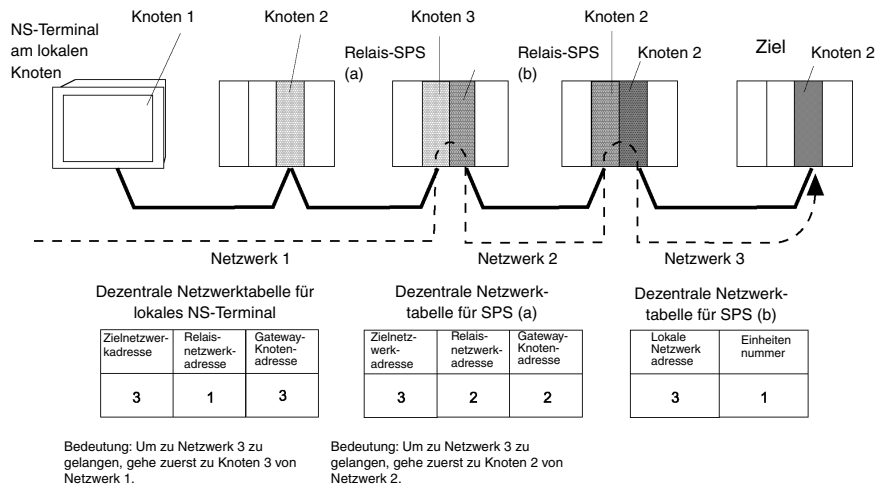 NS-Terminal
am lokalen
Knoten
Knoten 1
Knoten 2
Knoten 3
Relais-SPS
(a)
Knoten 2
Relais-SPS
(b)
Knoten 2
Ziel
Knoten 2
Netzwerk 1
Netzwerk 2
Netzwerk 3
Dezentrale Netzwerktabelle für
lokales NS-Terminal
Zielnetzwer-
kadresse
Relais-
netzwerk-
adresse
Gateway-
Knoten-
adresse
3
1
3
Bedeutung: Um zu Netzwerk 3 zu
gelangen, gehe zuerst zu Knoten 3 von
Netzwerk 1.
Dezentrale Netzwerk-
tabelle für SPS (a)
Zielnetz-
werk-
adresse
Relais-
netzwerk-
adresse
Gateway-
Knoten-
adresse
3
2
2
Bedeutung: Um zu Netzwerk 3 zu
gelangen, gehe zuerst zu Knoten 2 von
Netzwerk 2.
Dezentrale Netzwerk-
tabelle für SPS (b)
Lokale
Netzwerk
adresse
Einheiten
nummer
3
1